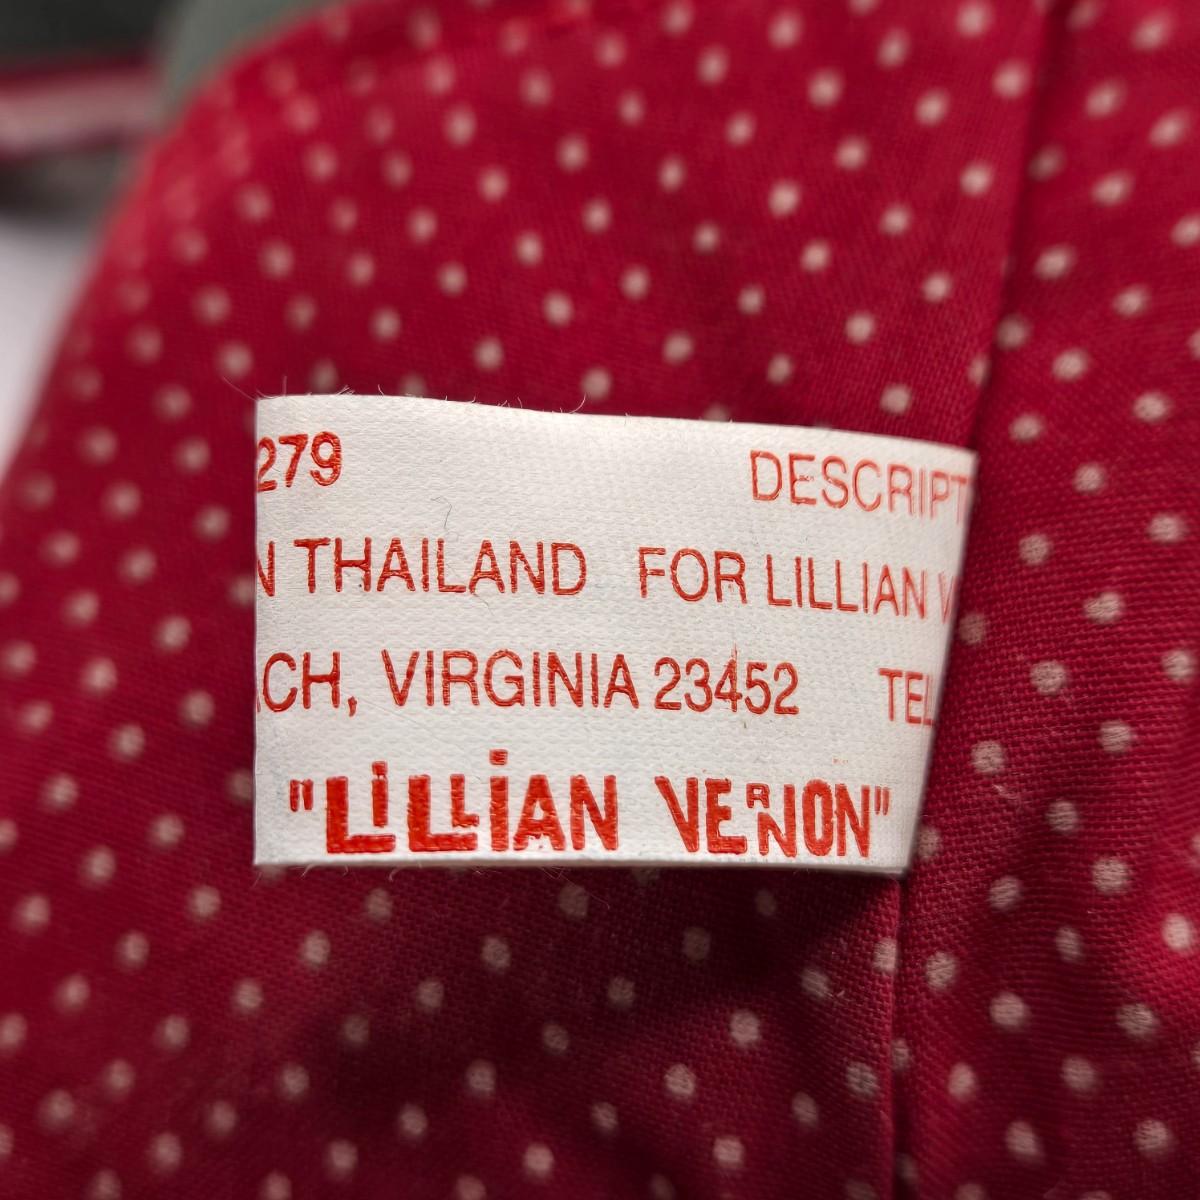 279 DESCRIPT
N THAILAND FOR LILLIAN V
ACH, VIRGINIA 23452 TEL
"LILLIAN VERNON"